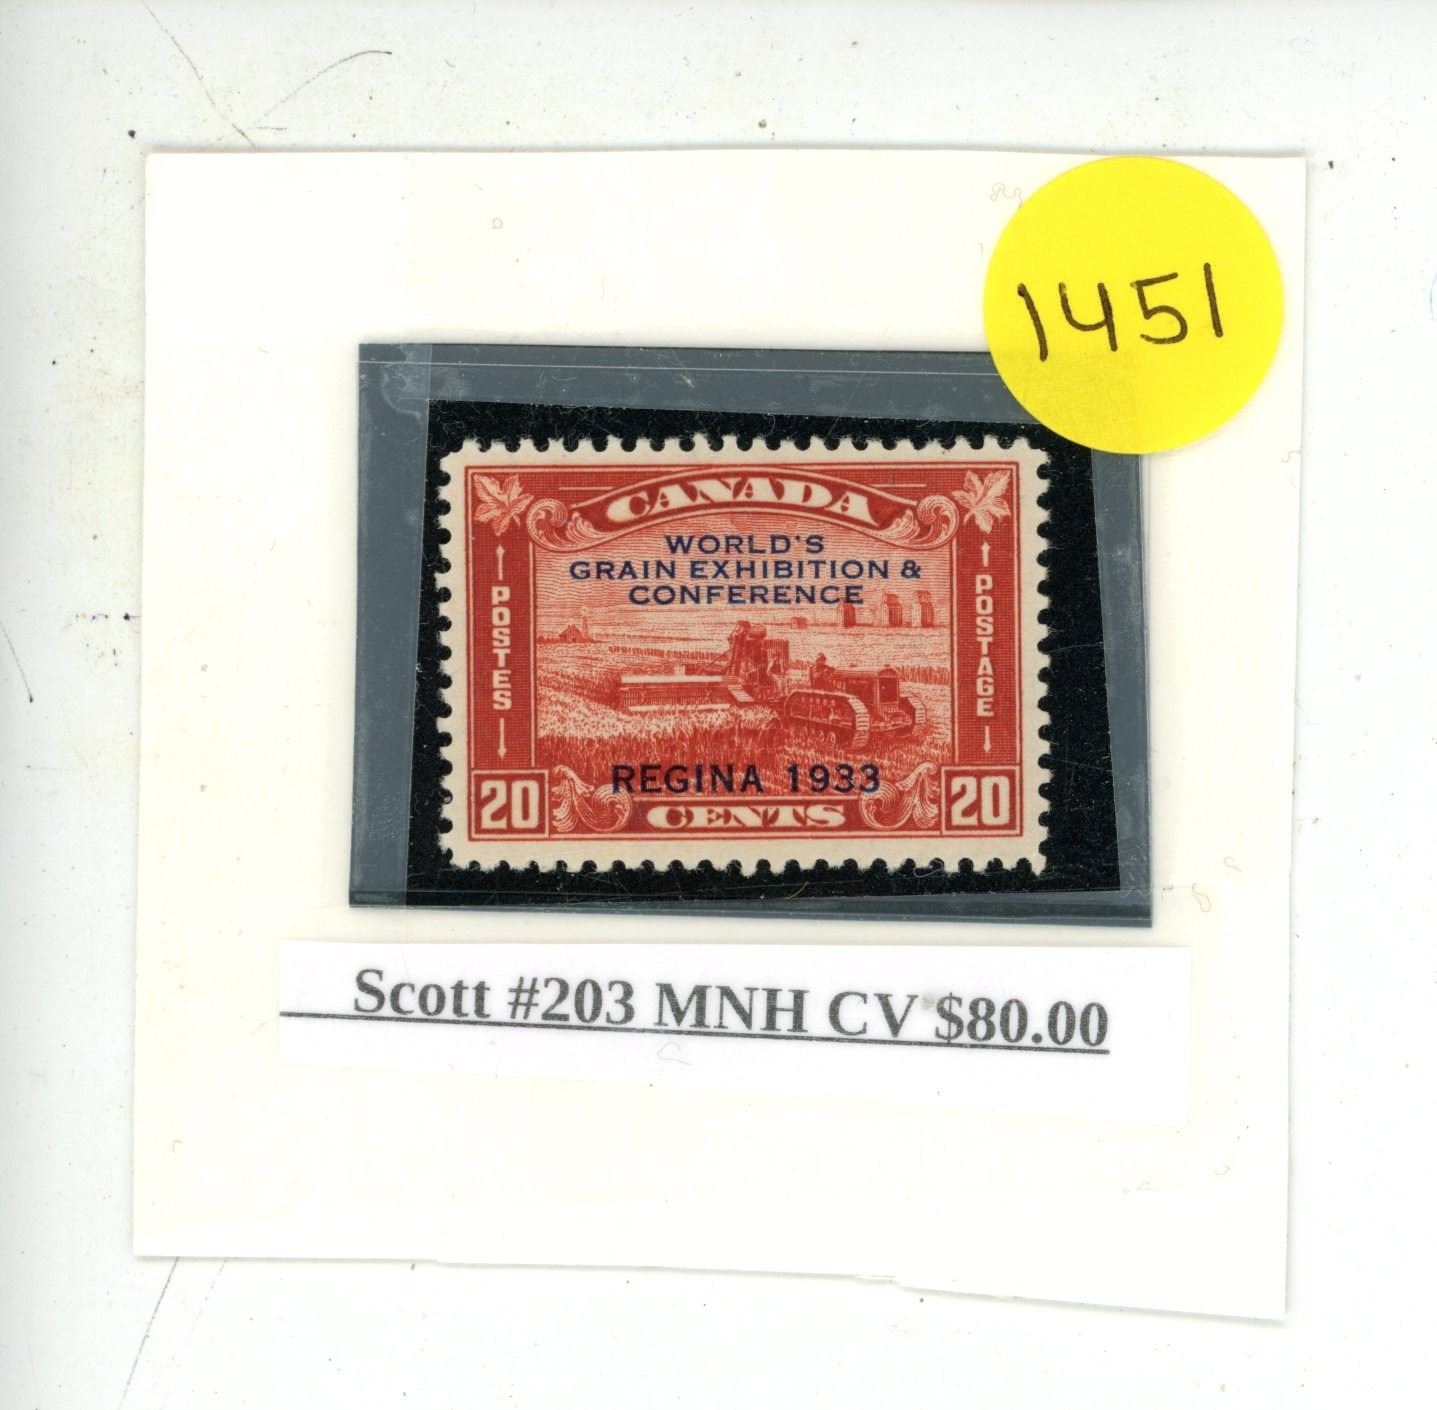 1451
CANADA
WORLD'S
GRAIN EXHIBITION &
CONFERENCE
POSTES
POSTAGE
REGINA 1933
20 CENTS 20
Scott #203 MNH CV $80.00